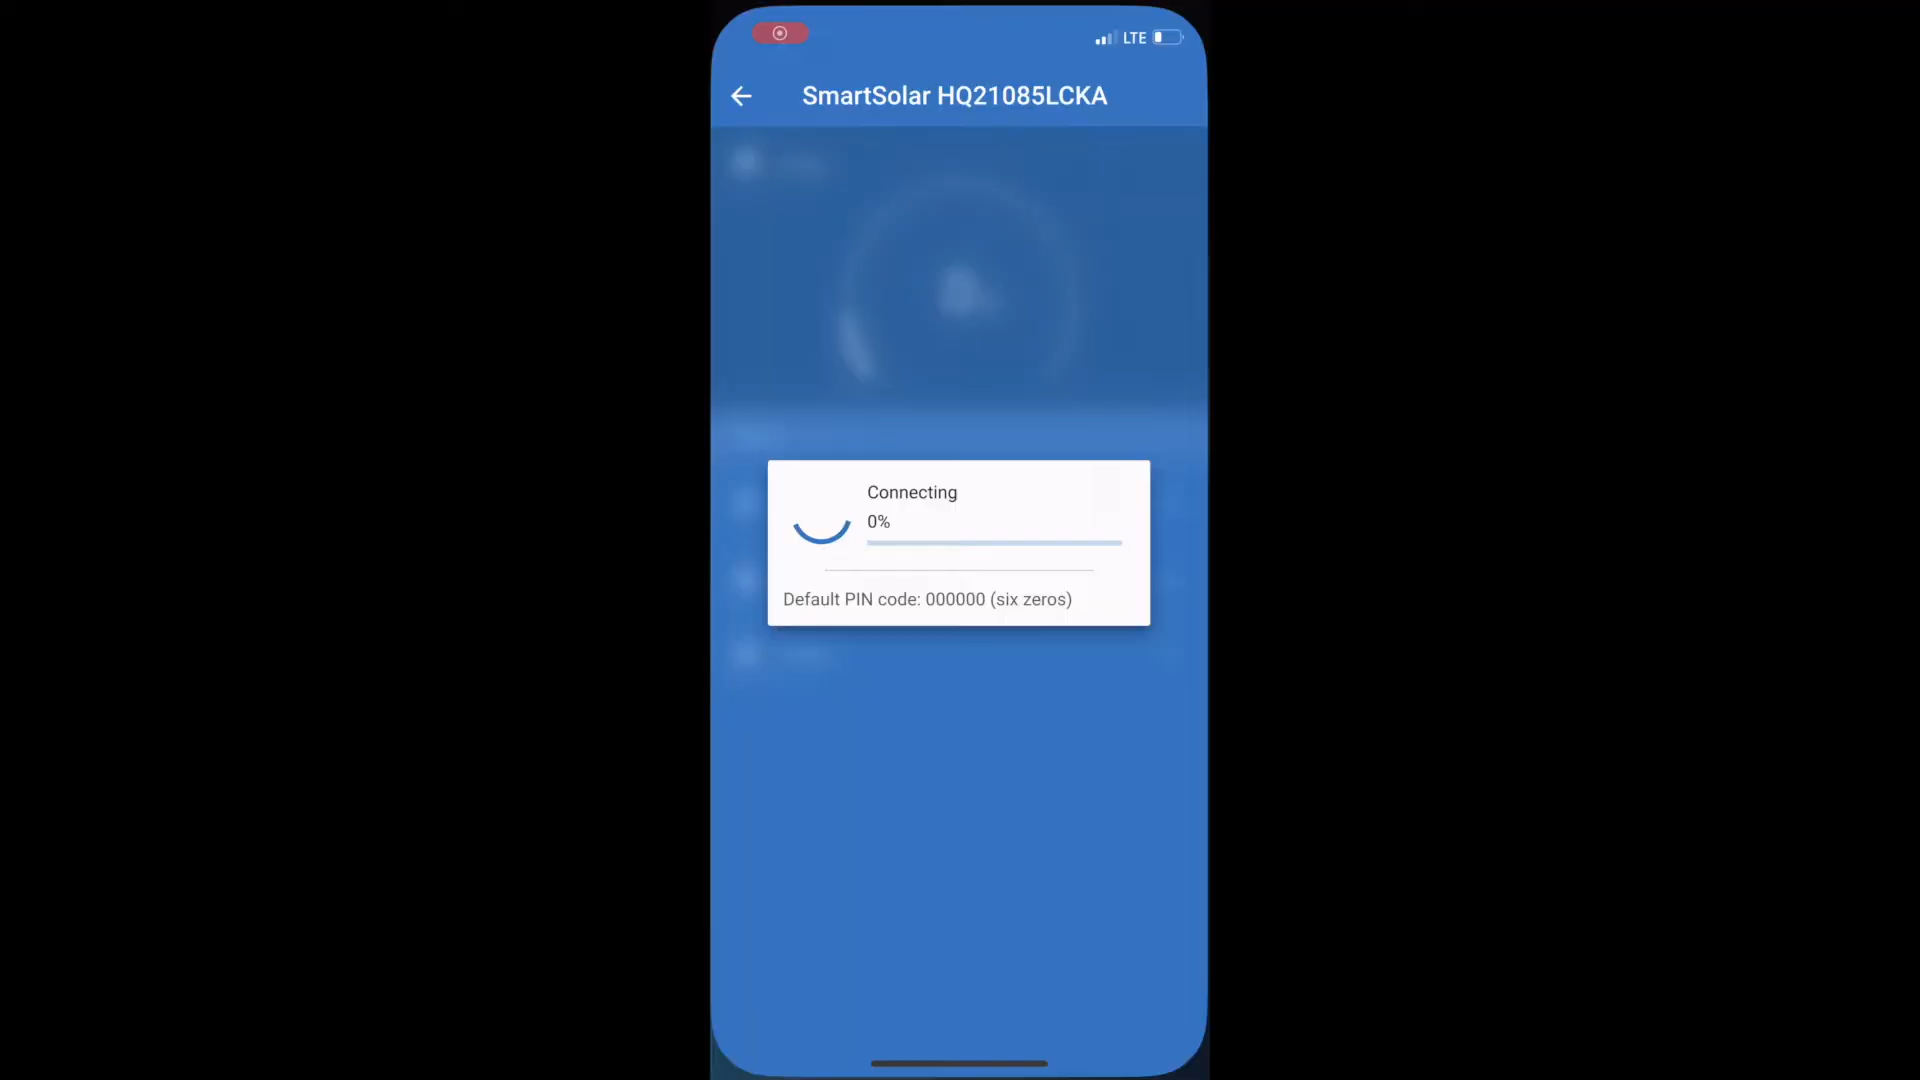 LTE
SmartSolar HQ21085LCKA
Connecting
0%
Default PIN code: 000000 (six zeros)